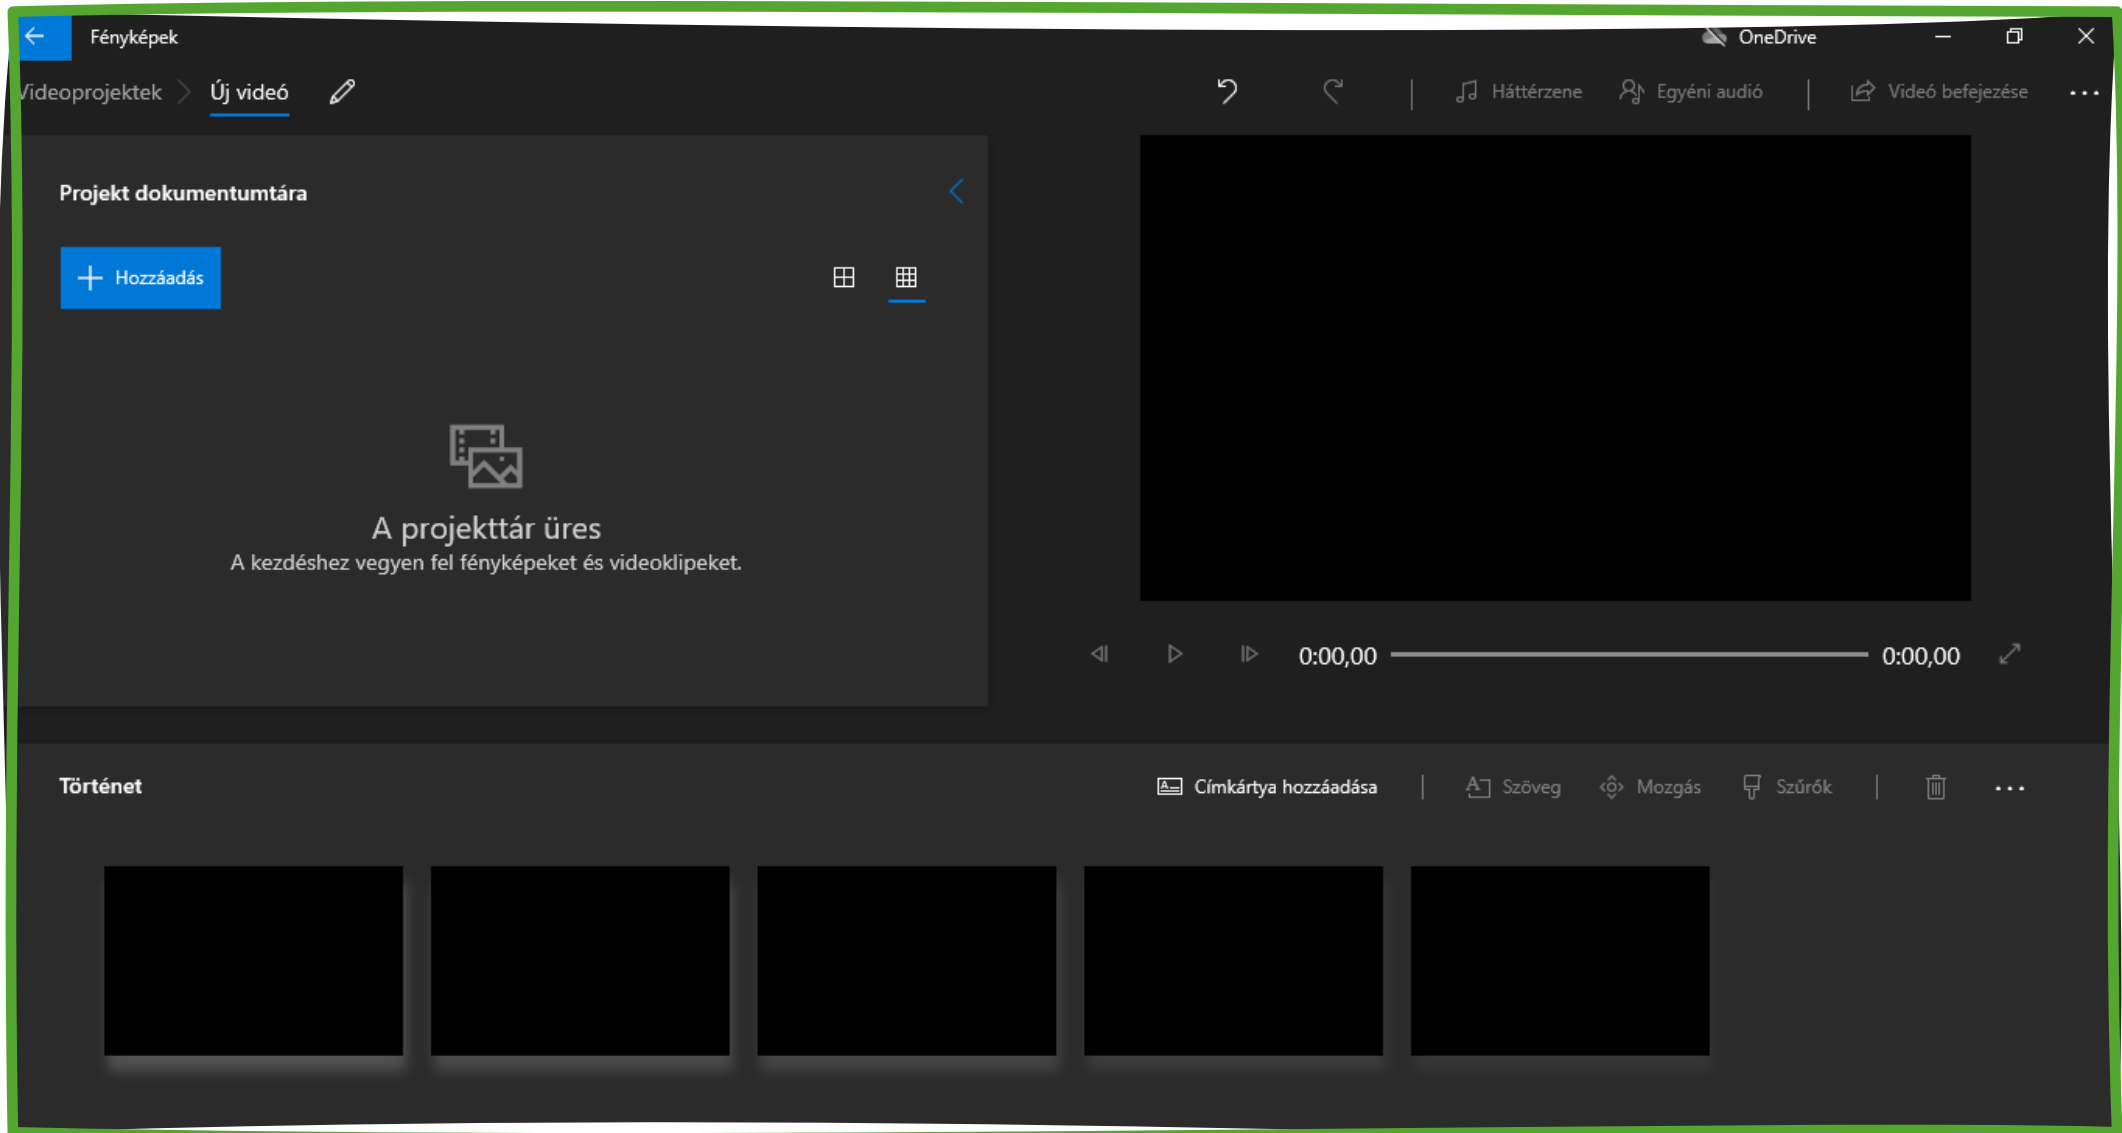 Fényképek
OneDrive
Videoprojektek
Új videó
Háttérzene
Egyéni audió
Videó befejezése
Projekt dokumentumtára
Hozzáadás
A projekttár üres
A kezdéshez vegyen fel fényképeket és videoklipeket.
0:00,00
0:00,00
Történet
Címkártya hozzáadása
Szöveg
Mozgás
Szűrők